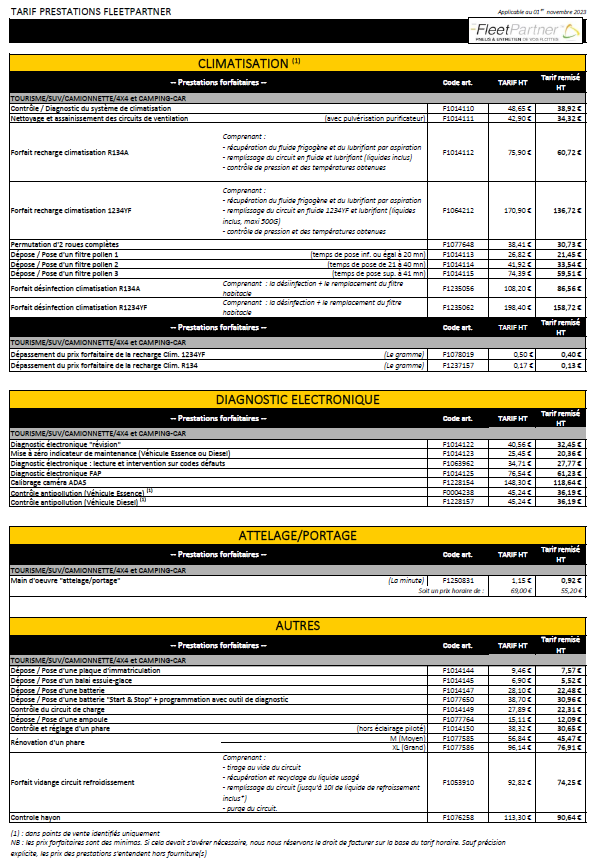 TARIF PRESTATIONS FLEETPARTNER
Applicable au 01er novembre 2023
FleetPartner
PNEUS & ENTRETIEN DE VOS FLOTTES
CLIMATISATION (1)
-- Prestations forfaitaires -- Code art. TARIF HT Tarif remisé HT
TOURISME/SUV/CAMIONNETTE/4X4 et CAMPING-CAR
Contrôle / Diagnostic du système de climatisation F1014110 48,65 € 38,92 €
Nettoyage et assainissement des circuits de ventilation (avec pulvérisation purificateur) F1014111 42,90 € 34,32 €
Comprenant :
- récupération du fluide frigogène et du lubrifiant par aspiration
Forfait recharge climatisation R134A - remplissage du circuit en fluide et lubrifiant (liquides inclus) F1014112 75,90 € 60,72 €
- contrôle de pression et des températures obtenues
Comprenant :
- récupération du fluide frigogène et du lubrifiant par aspiration
Forfait recharge climatisation 1234YF - remplissage du circuit en fluide 1234YF et lubrifiant (liquides F1064212 170,90 € 136,72 €
inclus, maxi 500G)
- contrôle de pression et des températures obtenues
Permutation d'2 roues complètes F1077648 38,41 € 30,73 €
Dépose / Pose d'un filtre pollen 1 (temps de pose inf. ou égal à 20 mn) F1014113 26,82 € 21,45 €
Dépose / Pose d'un filtre pollen 2 (temps de pose de 21 à 40 mn) F1014114 41,92 € 33,54 €
Dépose / Pose d'un filtre pollen 3 (temps de pose sup. à 41 mn) F1014115 74,39 € 59,51 €
Forfait désinfection climatisation R134A Comprenant : la désiinfection + le remplacement du filtre F1235056 108,20 € 86,56 €
habitacle
Forfait désinfection climatisation R1234YF Comprenant : la désinfection + le remplacement du filtre F1235062 198,40 € 158,72 €
habitacle
-- Prestations forfaitaires -- Code art. TARIF HT Tarif remisé HT
TOURISME/SUV/CAMIONNETTE/4X4 et CAMPING-CAR
Dépassement du prix forfaitaire de la recharge Clim. 1234YF (Le gramme) F1078019 0,50 € 0,40 €
Dépassement du prix forfaitaire de la recharge Clim. R134 (Le gramme) F1237157 0,17 € 0,13 €
DIAGNOSTIC ELECTRONIQUE
-- Prestations forfaitaires -- Code art. TARIF HT Tarif remisé HT
TOURISME/SUV/CAMIONNETTE/4X4 et CAMPING-CAR
Diagnostic électronique "révision" F1014122 40,56 € 32,45 €
Mise à zéro indicateur de maintenance (Véhicule Essence ou Diesel) F1014123 25,45 € 20,36 €
Diagnostic électronique : lecture et intervention sur codes défauts F1063962 34,71 € 27,77 €
Diagnostic électronique FAP F1014125 76,54 € 61,23 €
Calibrage caméra ADAS F1228154 148,30 € 118,64 €
Contrôle antipollution (Véhicule Essence) (1) F0004238 45,24 € 36,19 €
Contrôle antipollution (Véhicule Diesel) (1) F1228157 45,24 € 36,19 €
ATTELAGE/PORTAGE
-- Prestations forfaitaires -- Code art. TARIF HT Tarif remisé HT
TOURISME/SUV/CAMIONNETTE/4X4 et CAMPING-CAR
Main d'oeuvre "attelage/portage" (La minute) F1250831 1,15 € 0,92 €
Soit un prix horaire de : 69,00 € 55,20 €
AUTRES
-- Prestations forfaitaires -- Code art. TARIF HT Tarif remisé HT
TOURISME/SUV/CAMIONNETTE/4X4 et CAMPING-CAR
Dépose / Pose d'une plaque d'immatriculation F1014144 9,46 € 7,57 €
Dépose / Pose d'un balai essuie-glace F1014145 6,90 € 5,52 €
Dépose / Pose d'une batterie F1014147 28,10 € 22,48 €
Dépose / Pose d'une batterie "Start & Stop" + programmation avec outil de diagnostic F1077650 38,70 € 30,96 €
Contrôle du circuit de charge F1014149 27,89 € 22,31 €
Dépose / Pose d'une ampoule F1077764 15,11 € 12,09 €
Contrôle et réglage d'un phare (hors éclairage piloté) F1014150 38,32 € 30,65 €
Rénovation d'un phare M (Moyen) F1077585 56,84 € 45,47 €
XL (Grand) F1077586 96,14 € 76,91 €
Comprenant :
- tirage au vide du circuit
- récupération et recyclage du liquide usagé
Forfait vidange circuit refroidissement - remplissage du circuit (jusqu'à 10l de liquide de refroidissement F1053910 92,82 € 74,25 €
inclus*)
- purge du circuit.
Controle hayon F1076258 113,30 € 90,64 €
(1) : dans points de vente identifiés uniquement
NB : les prix forfaitaires sont des minimas. Si cela devait s'avérer nécessaire, nous nous réservons le droit de facturer sur la base du tarif horaire. Sauf précision
explicite, les prix des prestations s'entendent hors fourniture(s)